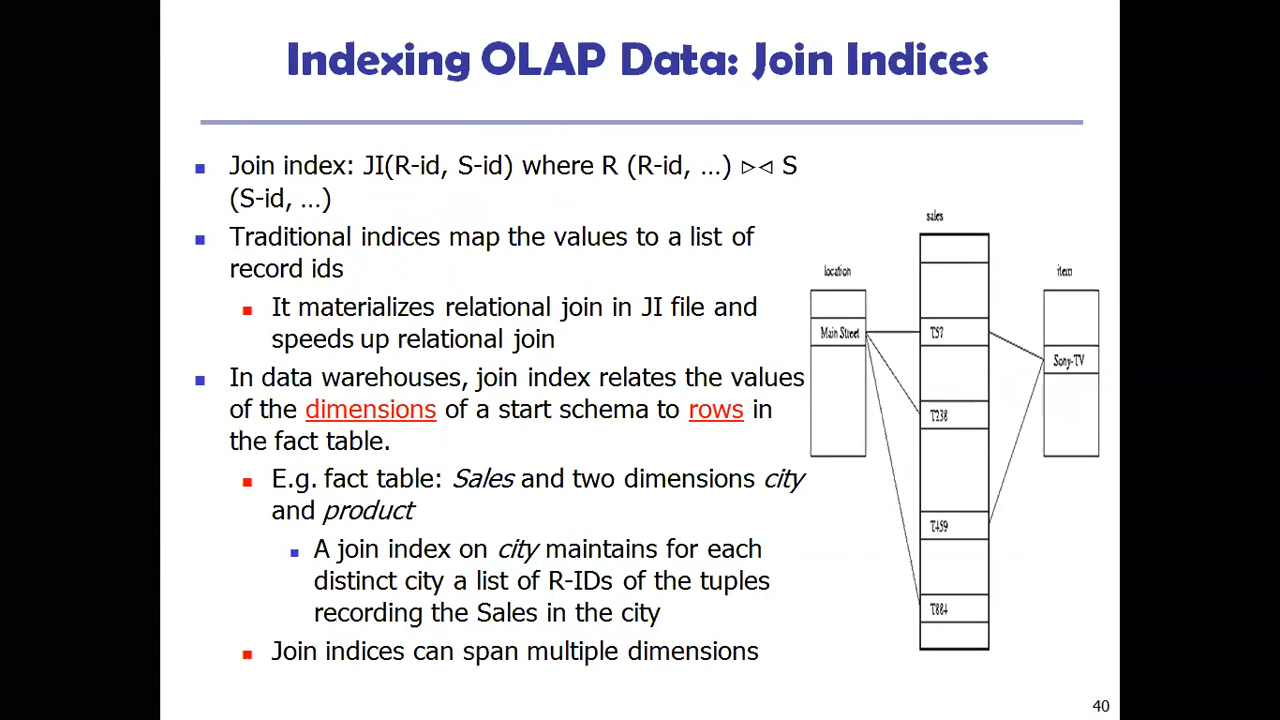 Indexing OLAP Data: Join Indices
Join index: JI(R-id, S-id) where R (R-id, …) ▷◁ S
(S-id, …)
Traditional indices map the values to a list of
record ids
It materializes relational join in JI file and
speeds up relational join
In data warehouses, join index relates the values
of the dimensions of a start schema to rows in
the fact table.
E.g. fact table: Sales and two dimensions city
and product
A join index on city maintains for each
distinct city a list of R-IDs of the tuples
recording the Sales in the city
Join indices can span multiple dimensions
sales
location
item
Main Street
T57
Sony-TV
T238
T459
T884
40